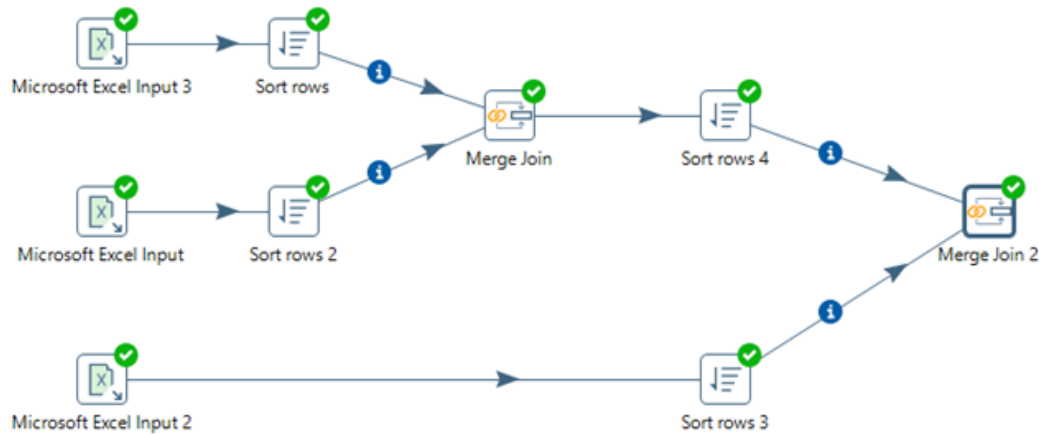 Microsoft Excel Input 3
Sort rows
Merge Join
Sort rows 4
Microsoft Excel Input
Sort rows 2
Merge Join 2
Microsoft Excel Input 2
Sort rows 3